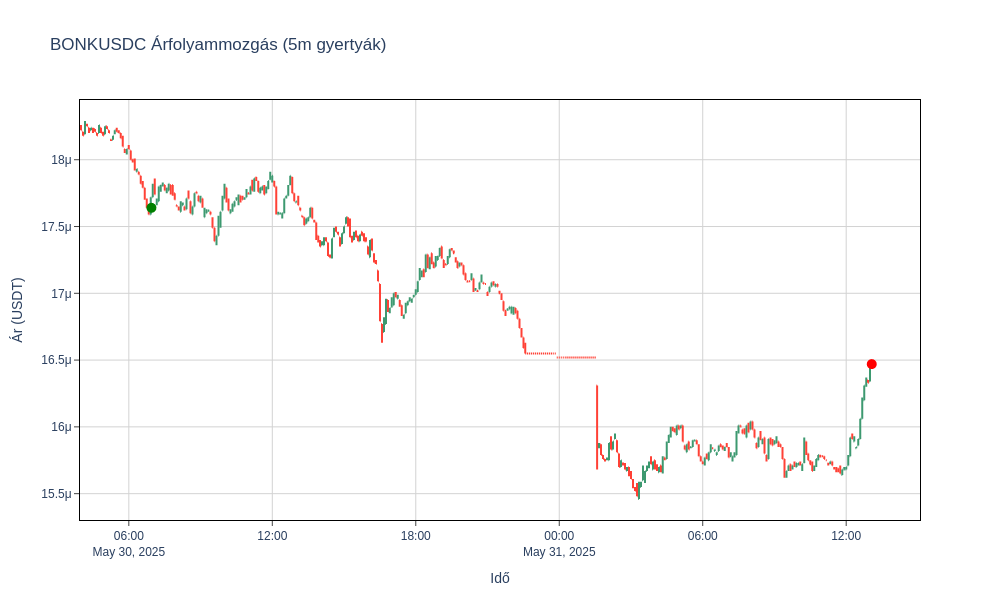 BONKUSDC Árfolyammozgás (5m gyertyák)
18μ
17.5μ
17μ
16.5μ
16μ
15.5μ
Ár (USDT)
06:00
May 30, 2025
12:00
18:00
00:00
May 31, 2025
06:00
12:00
Idő